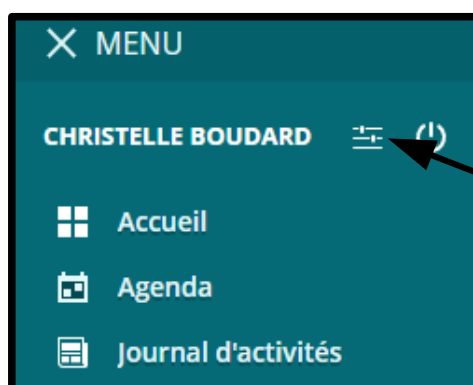 MENU
CHRISTELLE BOUDARD
Accueil
Agenda
Journal d'activités